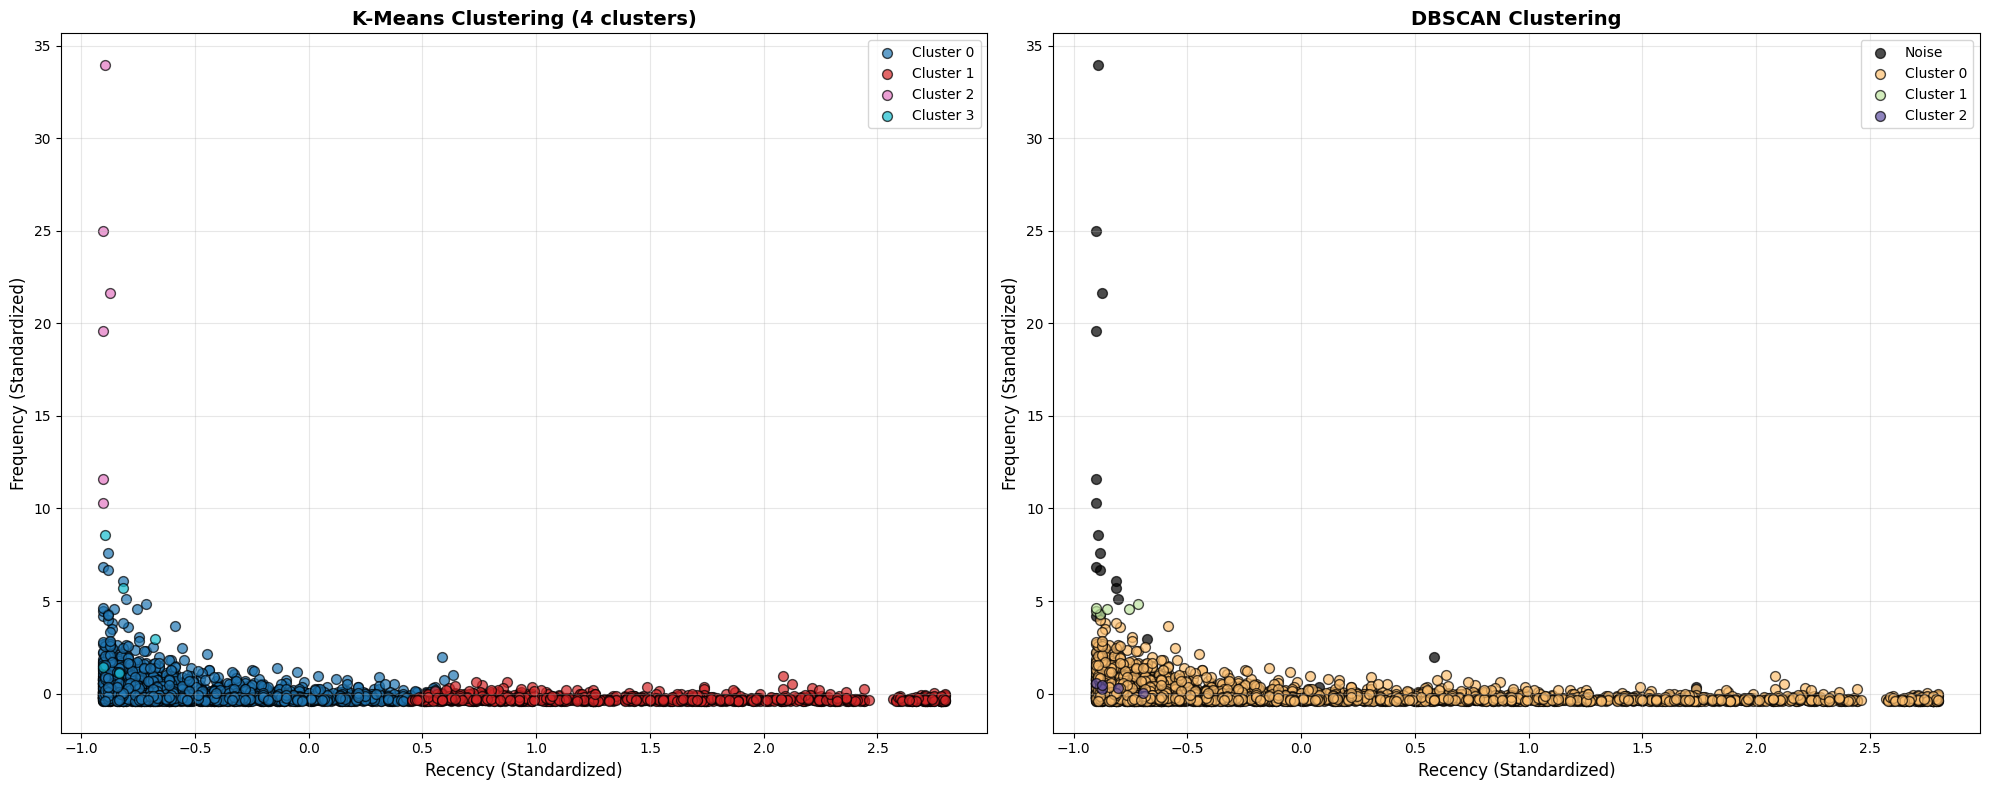 K-Means Clustering (4 clusters)
Frequency (Standardized)
35
30
25
20
15
10
5
0
−1.0 −0.5 0.0 0.5 1.0 1.5 2.0 2.5
Recency (Standardized)
Cluster 0
Cluster 1
Cluster 2
Cluster 3
DBSCAN Clustering
Frequency (Standardized)
35
30
25
20
15
10
5
0
−1.0 −0.5 0.0 0.5 1.0 1.5 2.0 2.5
Recency (Standardized)
Noise
Cluster 0
Cluster 1
Cluster 2